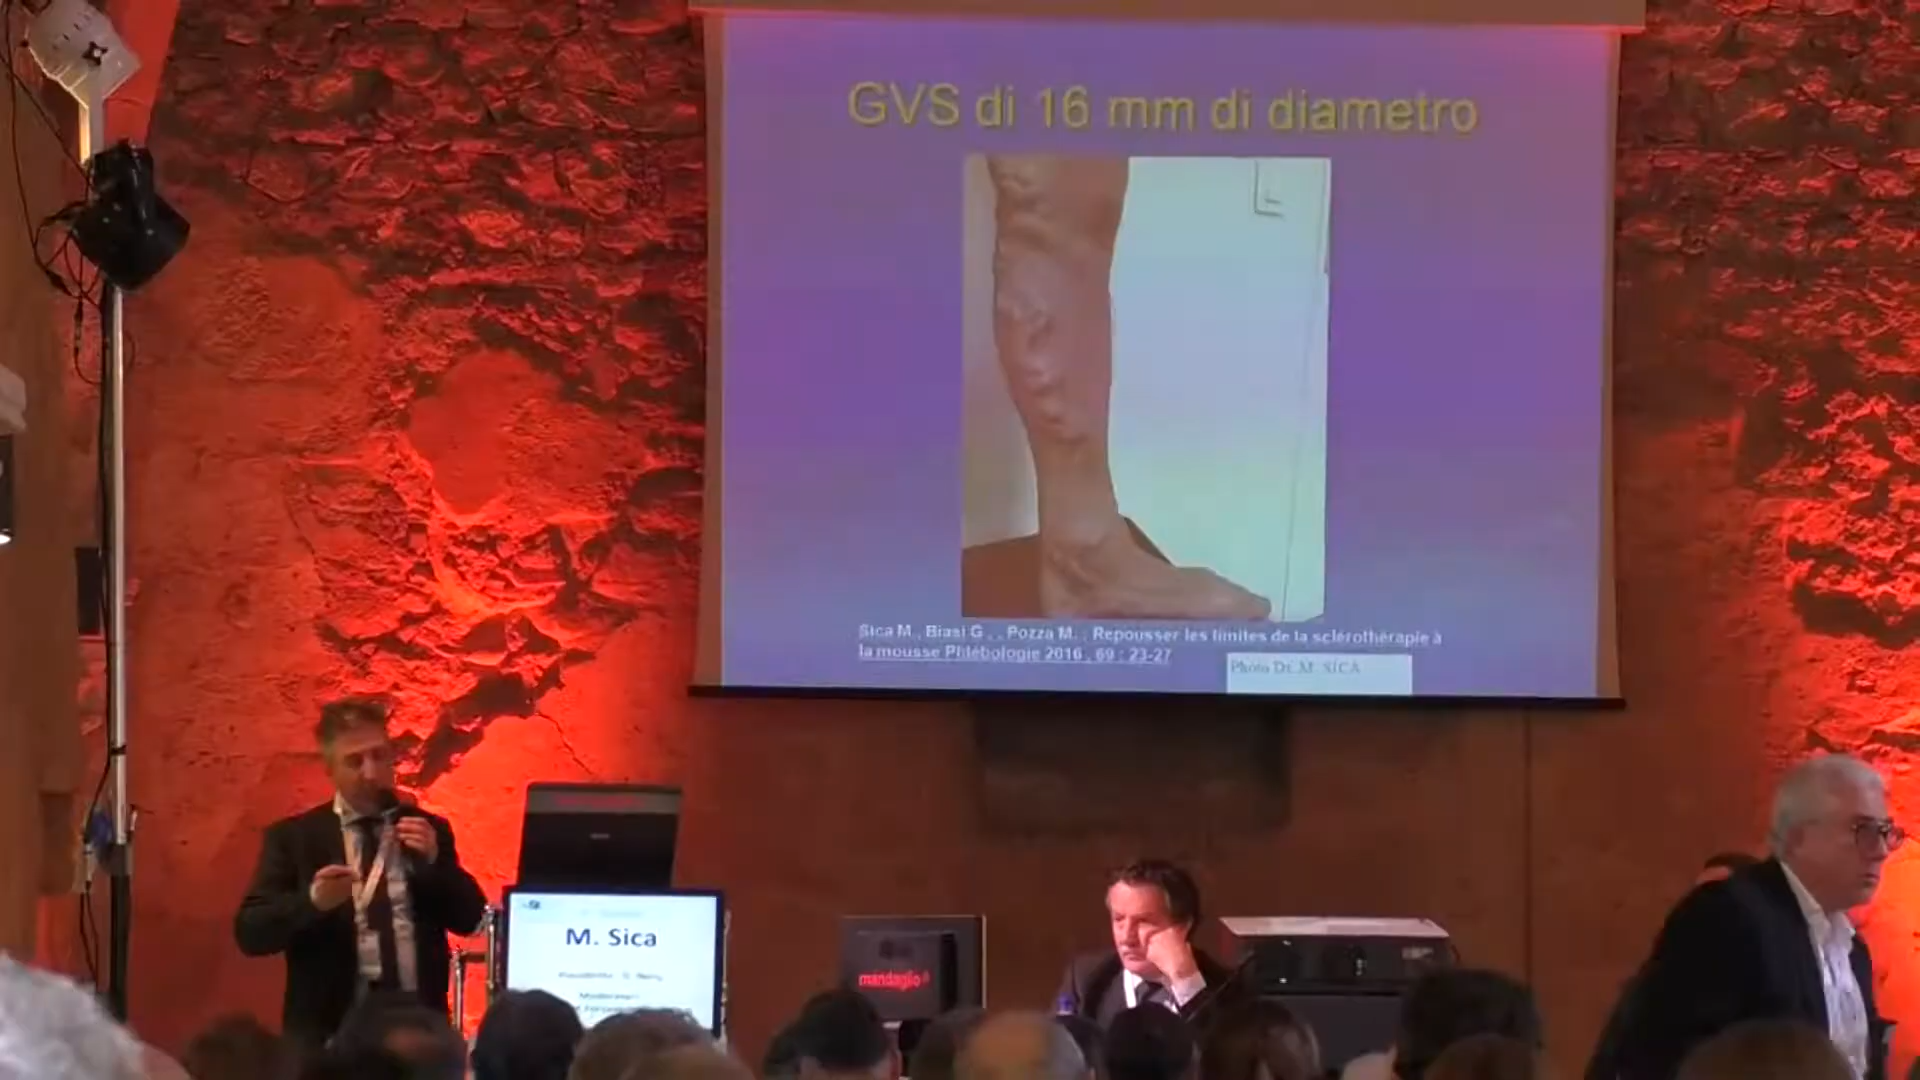 GVS di 16 mm di diametro
Sica M., Biasi G., , Pozza M. . Repousser les limites de la sclérothérapie à
la mousse Phlébologie 2016 , 69 : 23-27
Photo Dr. M. SICA
M. Sica
Moderatori
mandaglio